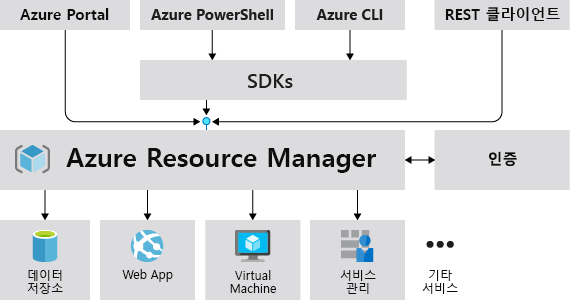 Azure Portal
Azure PowerShell
Azure CLI
REST 클라이언트
SDKs
Azure Resource Manager
인증
데이터
저장소
Web App
Virtual
Machine
서비스
관리
기타
서비스